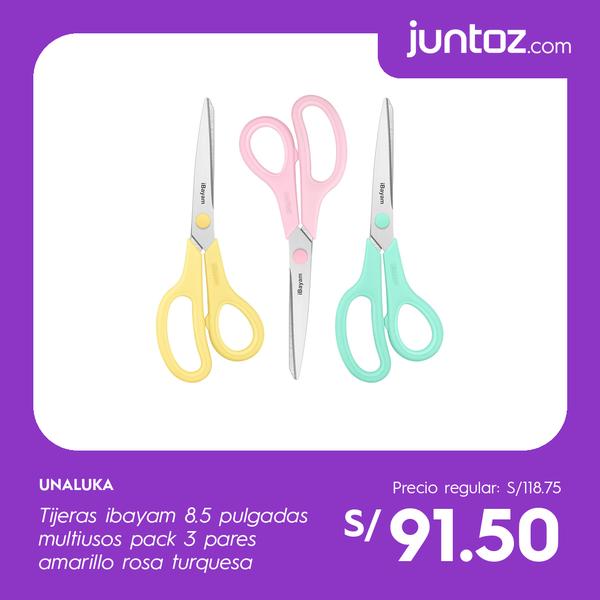 juntoz.com
iBayam
iBayam
iBayam
UNALUKA
Tijeras ibayam 8.5 pulgadas
multiusos pack 3 pares
amarillo rosa turquesa
Precio regular: S/118.75
S/91.50